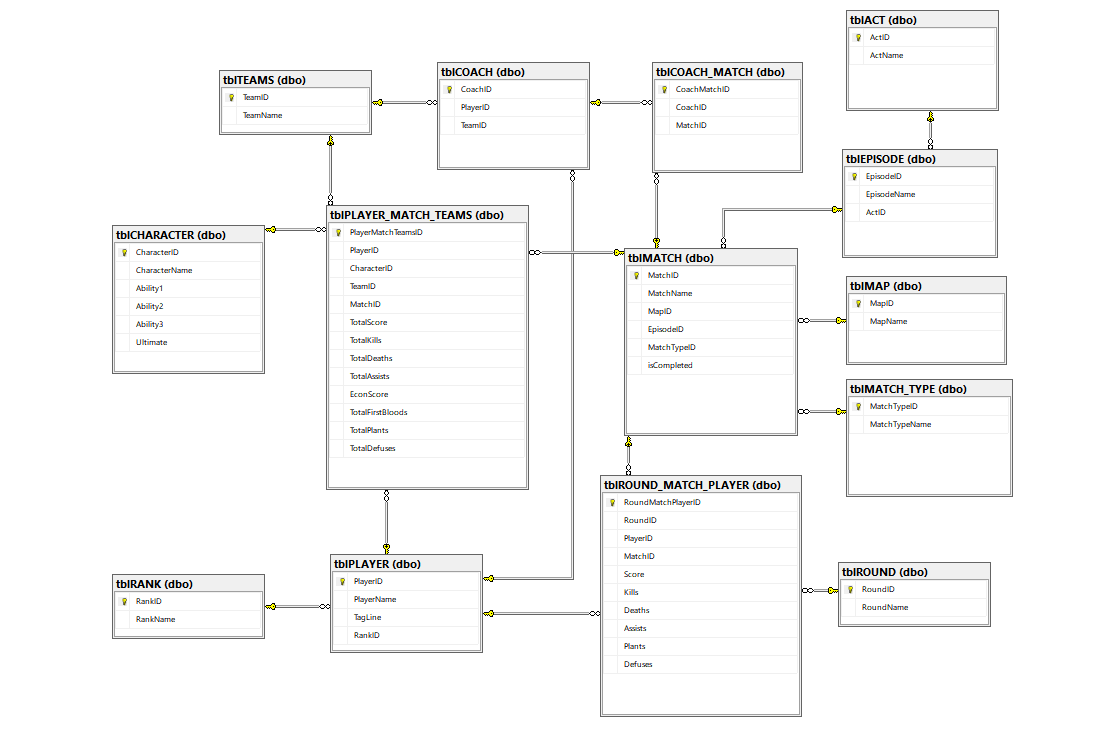 tblACT (dbo)
ActID
ActName
tblTEAMS (dbo)
TeamID
TeamName
tblCOACH (dbo)
CoachID
PlayerID
TeamID
tblCOACH_MATCH (dbo)
CoachMatchID
CoachID
MatchID
tblEPISODE (dbo)
EpisodeID
EpisodeName
ActID
tblCHARACTER (dbo)
CharacterID
CharacterName
Ability1
Ability2
Ability3
Ultimate
tblPLAYER_MATCH_TEAMS (dbo)
PlayerMatchTeamsID
PlayerID
CharacterID
TeamID
MatchID
TotalScore
TotalKills
TotalDeaths
TotalAssists
EconScore
TotalFirstBloods
TotalPlants
TotalDefuses
tblMATCH (dbo)
MatchID
MatchName
MapID
EpisodeID
MatchTypeID
isCompleted
tblMAP (dbo)
MapID
MapName
tblMATCH_TYPE (dbo)
MatchTypeID
MatchTypeName
tblRANK (dbo)
RankID
RankName
tblPLAYER (dbo)
PlayerID
PlayerName
TagLine
RankID
tblROUND_MATCH_PLAYER (dbo)
RoundMatchPlayerID
RoundID
PlayerID
MatchID
Score
Kills
Deaths
Assists
Plants
Defuses
tblROUND (dbo)
RoundID
RoundName